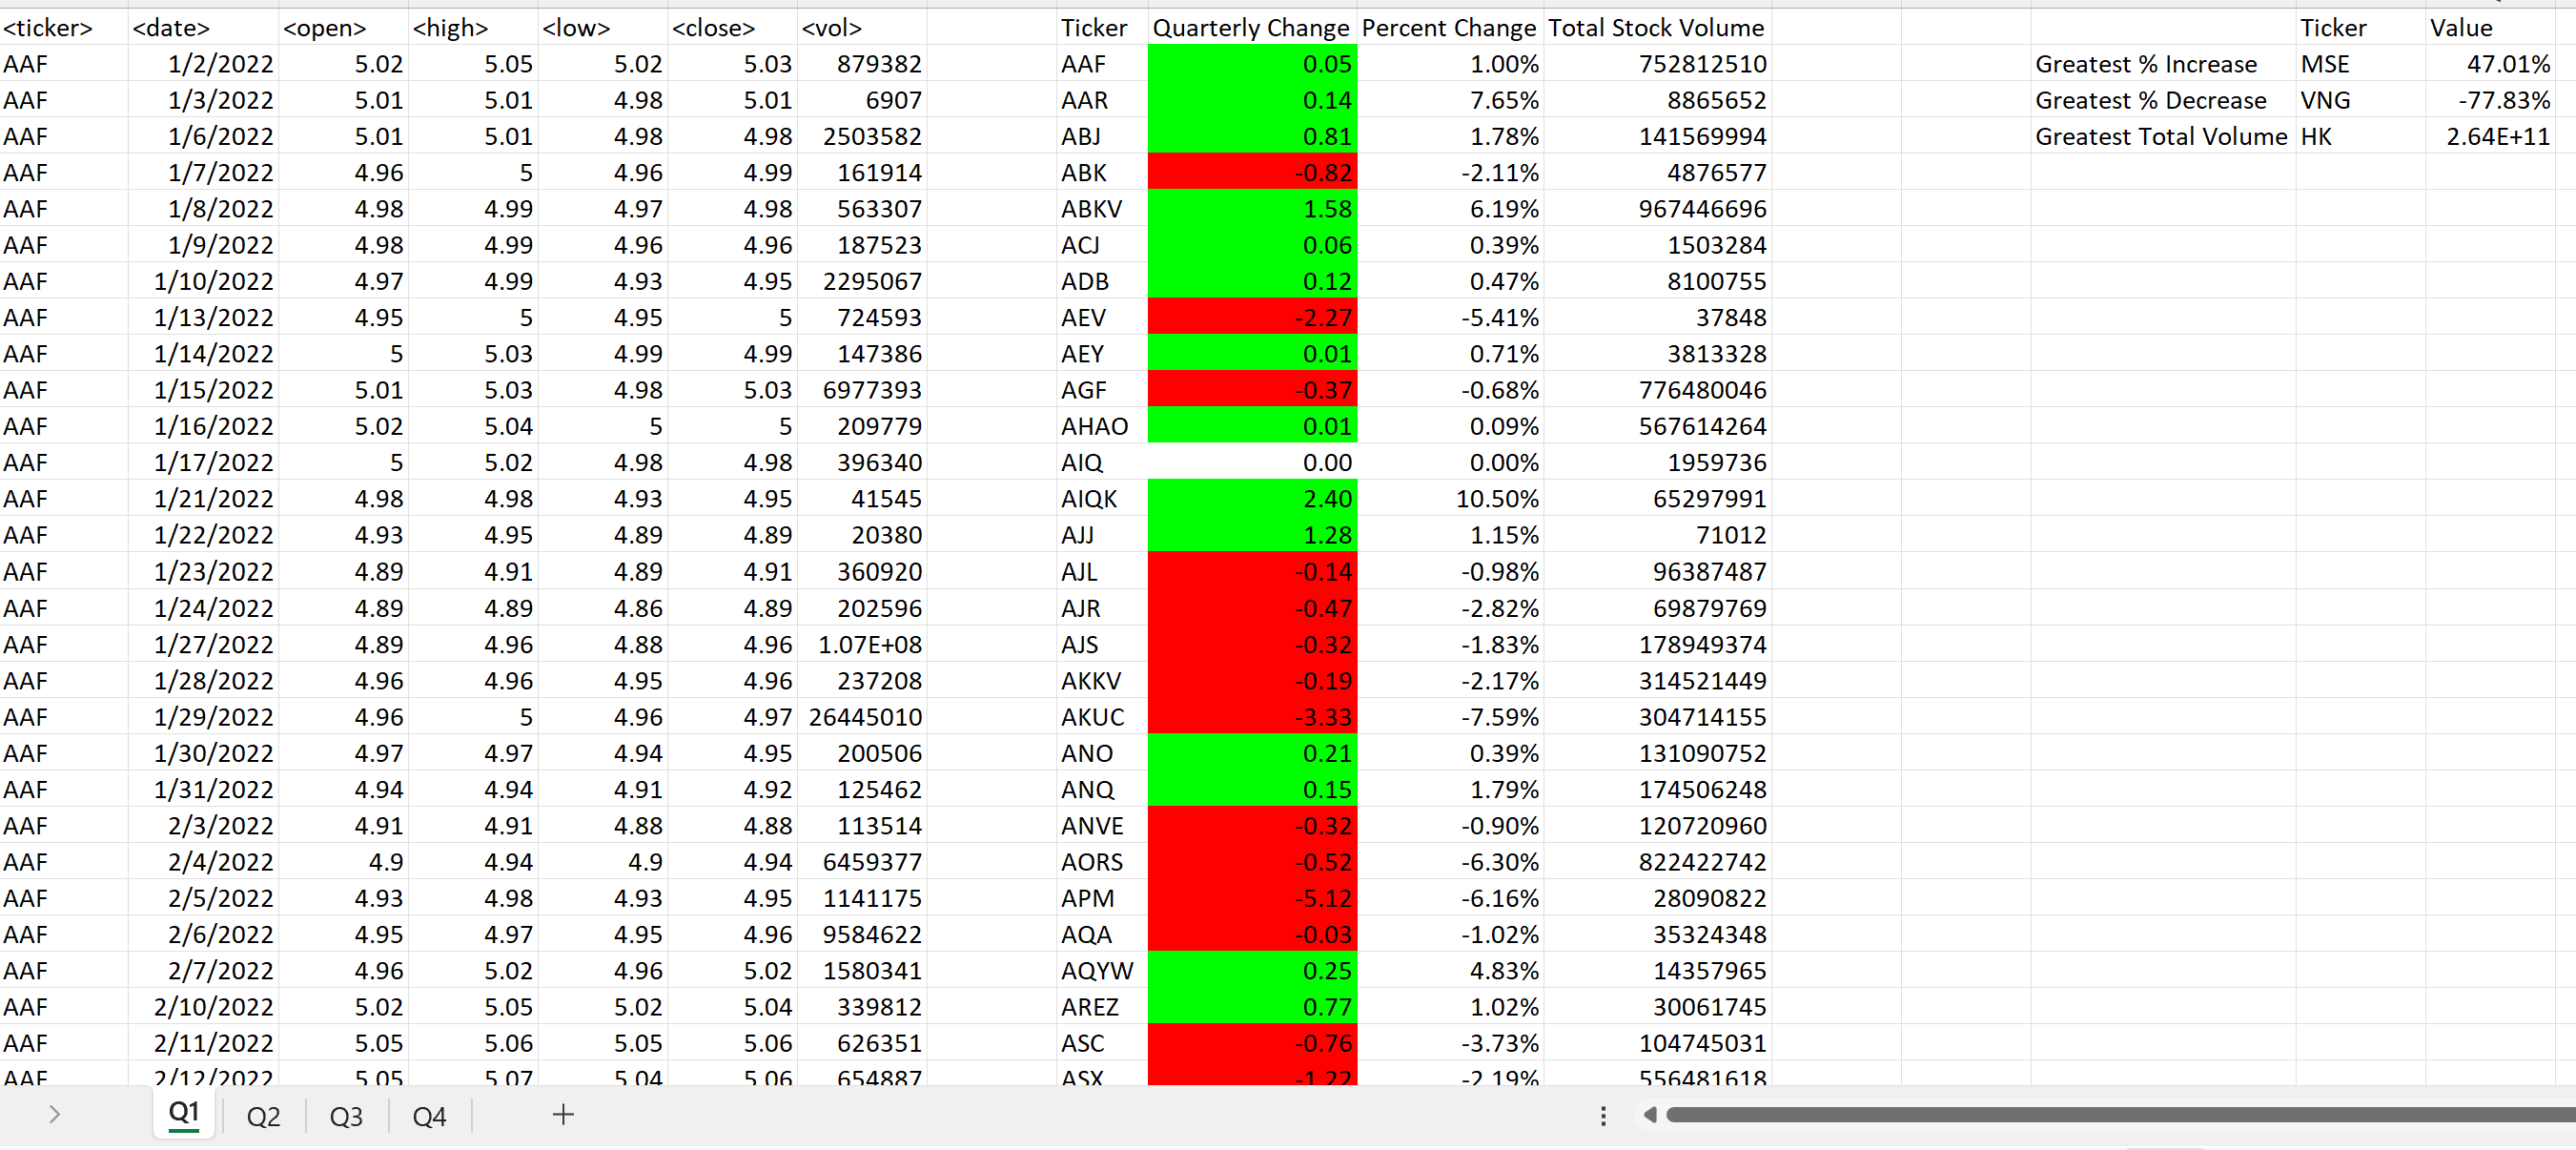 <ticker> <date> <open> <high> <low> <close> <vol> Ticker Quarterly Change Percent Change Total Stock Volume Ticker Value
AAF 1/2/2022 5.02 5.05 5.02 5.03 879382 AAF 0.05 1.00% 752812510 Greatest % Increase MSE 47.01%
AAF 1/3/2022 5.01 5.01 4.98 5.01 6907 AAR 0.14 7.65% 8865652 Greatest % Decrease VNG -77.83%
AAF 1/6/2022 5.01 5.01 4.98 4.98 2503582 ABJ 0.81 1.78% 141569994 Greatest Total Volume HK 2.64E+11
AAF 1/7/2022 4.96 5 4.96 4.99 161914 ABK -0.82 -2.11% 4876577
AAF 1/8/2022 4.98 4.99 4.97 4.98 563307 ABKV 1.58 6.19% 967446696
AAF 1/9/2022 4.98 4.99 4.96 4.96 187523 ACJ 0.06 0.39% 1503284
AAF 1/10/2022 4.97 4.99 4.93 4.95 2295067 ADB 0.12 0.47% 8100755
AAF 1/13/2022 4.95 5 4.95 5 724593 AEV -2.27 -5.41% 37848
AAF 1/14/2022 5 5.03 4.99 4.99 147386 AEY 0.01 0.71% 3813328
AAF 1/15/2022 5.01 5.03 4.98 5.03 6977393 AGF -0.37 -0.68% 776480046
AAF 1/16/2022 5.02 5.04 5 5 209779 AHAO 0.01 0.09% 567614264
AAF 1/17/2022 5 5.02 4.98 4.98 396340 AIQ 0.00 0.00% 1959736
AAF 1/21/2022 4.98 4.98 4.93 4.95 41545 AIQK 2.40 10.50% 65297991
AAF 1/22/2022 4.93 4.95 4.89 4.89 20380 AJJ 1.28 1.15% 71012
AAF 1/23/2022 4.89 4.91 4.89 4.91 360920 AJL -0.14 -0.98% 96387487
AAF 1/24/2022 4.89 4.89 4.86 4.89 202596 AJR -0.47 -2.82% 69879769
AAF 1/27/2022 4.89 4.96 4.88 4.96 1.07E+08 AJS -0.32 -1.83% 178949374
AAF 1/28/2022 4.96 4.96 4.95 4.96 237208 AKKV -0.19 -2.17% 314521449
AAF 1/29/2022 4.96 5 4.96 4.97 26445010 AKUC -3.33 -7.59% 304714155
AAF 1/30/2022 4.97 4.97 4.94 4.95 200506 ANO 0.21 0.39% 131090752
AAF 1/31/2022 4.94 4.94 4.91 4.92 125462 ANQ 0.15 1.79% 174506248
AAF 2/3/2022 4.91 4.91 4.88 4.88 113514 ANVE -0.32 -0.90% 120720960
AAF 2/4/2022 4.9 4.94 4.9 4.94 6459377 AORS -0.52 -6.30% 822422742
AAF 2/5/2022 4.93 4.98 4.93 4.95 1141175 APM -5.12 -6.16% 28090822
AAF 2/6/2022 4.95 4.97 4.95 4.96 9584622 AQA -0.03 -1.02% 35324348
AAF 2/7/2022 4.96 5.02 4.96 5.02 1580341 AQYW 0.25 4.83% 14357965
AAF 2/10/2022 5.02 5.05 5.02 5.04 339812 AREZ 0.77 1.02% 30061745
AAF 2/11/2022 5.05 5.06 5.05 5.06 626351 ASC -0.76 -3.73% 104745031
AAF 2/12/2022 5.05 5.07 5.04 5.06 654887 ASX -1.22 -2.19% 556481618
Q1 Q2 Q3 Q4